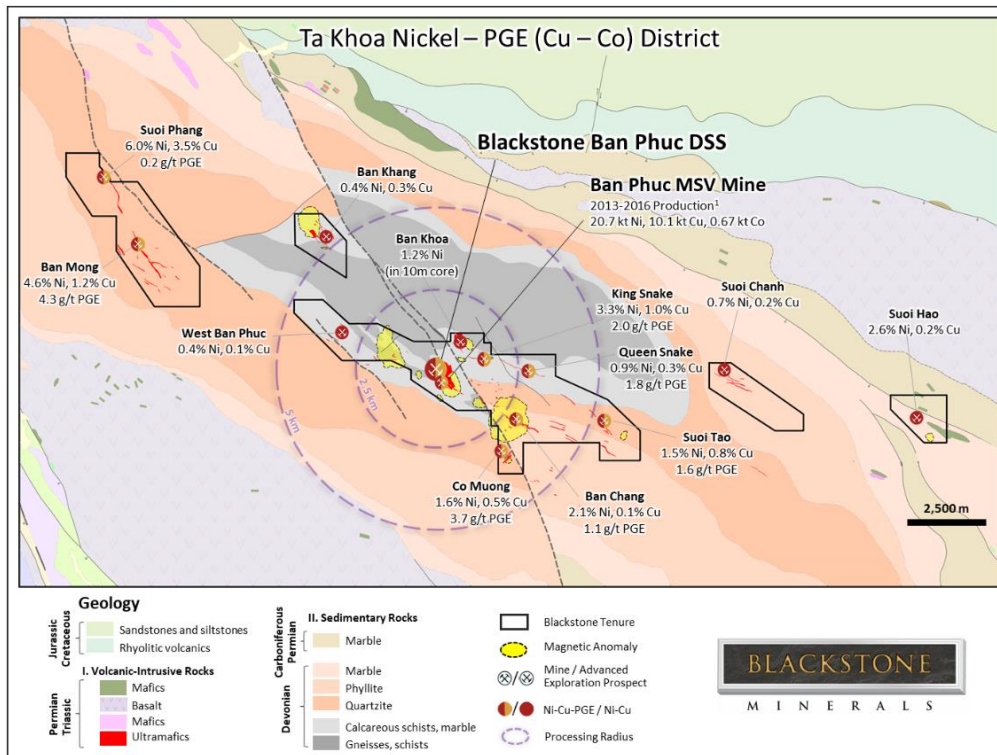 Ta Khoa Nickel – PGE (Cu – Co) District
Blackstone Ban Phuc DSS
Ban Phuc MSV Mine
2013-2016 Production¹
20.7 kt Ni, 10.1 kt Cu, 0.67 kt Co
Suoi Phang
6.0% Ni, 3.5% Cu
0.2 g/t PGE
Ban Khang
0.4% Ni, 0.3% Cu
Ban Khoa
1.2% Ni
(in 10m core)
Ban Mong
4.6% Ni, 1.2% Cu
4.3 g/t PGE
West Ban Phuc
0.4% Ni, 0.1% Cu
King Snake
3.3% Ni, 1.0% Cu
2.0 g/t PGE
Queen Snake
0.9% Ni, 0.3% Cu
1.8 g/t PGE
Suoi Chanh
0.7% Ni, 0.2% Cu
Suoi Hao
2.6% Ni, 0.2% Cu
2.5 km
5 km
Suoi Tao
1.5% Ni, 0.8% Cu
1.6 g/t PGE
Co Muong
1.6% Ni, 0.5% Cu
3.7 g/t PGE
Ban Chang
2.1% Ni, 0.1% Cu
1.1 g/t PGE
2,500 m
Geology
Jurassic
Cretaceous
Sandstones and siltstones
Rhyolitic volcanics
I. Volcanic-Intrusive Rocks
Permian
Triassic
Mafics
Basalt
Mafics
Ultramafics
II. Sedimentary Rocks
Carboniferous
Permian
Marble
Devonian
Marble
Phyllite
Quartzite
Calcareous schists, marble
Gneisses, schists
Blackstone Tenure
Magnetic Anomaly
Mine / Advanced
Exploration Prospect
Ni-Cu-PGE / Ni-Cu
Processing Radius
BLACKSTONE
MINERALS